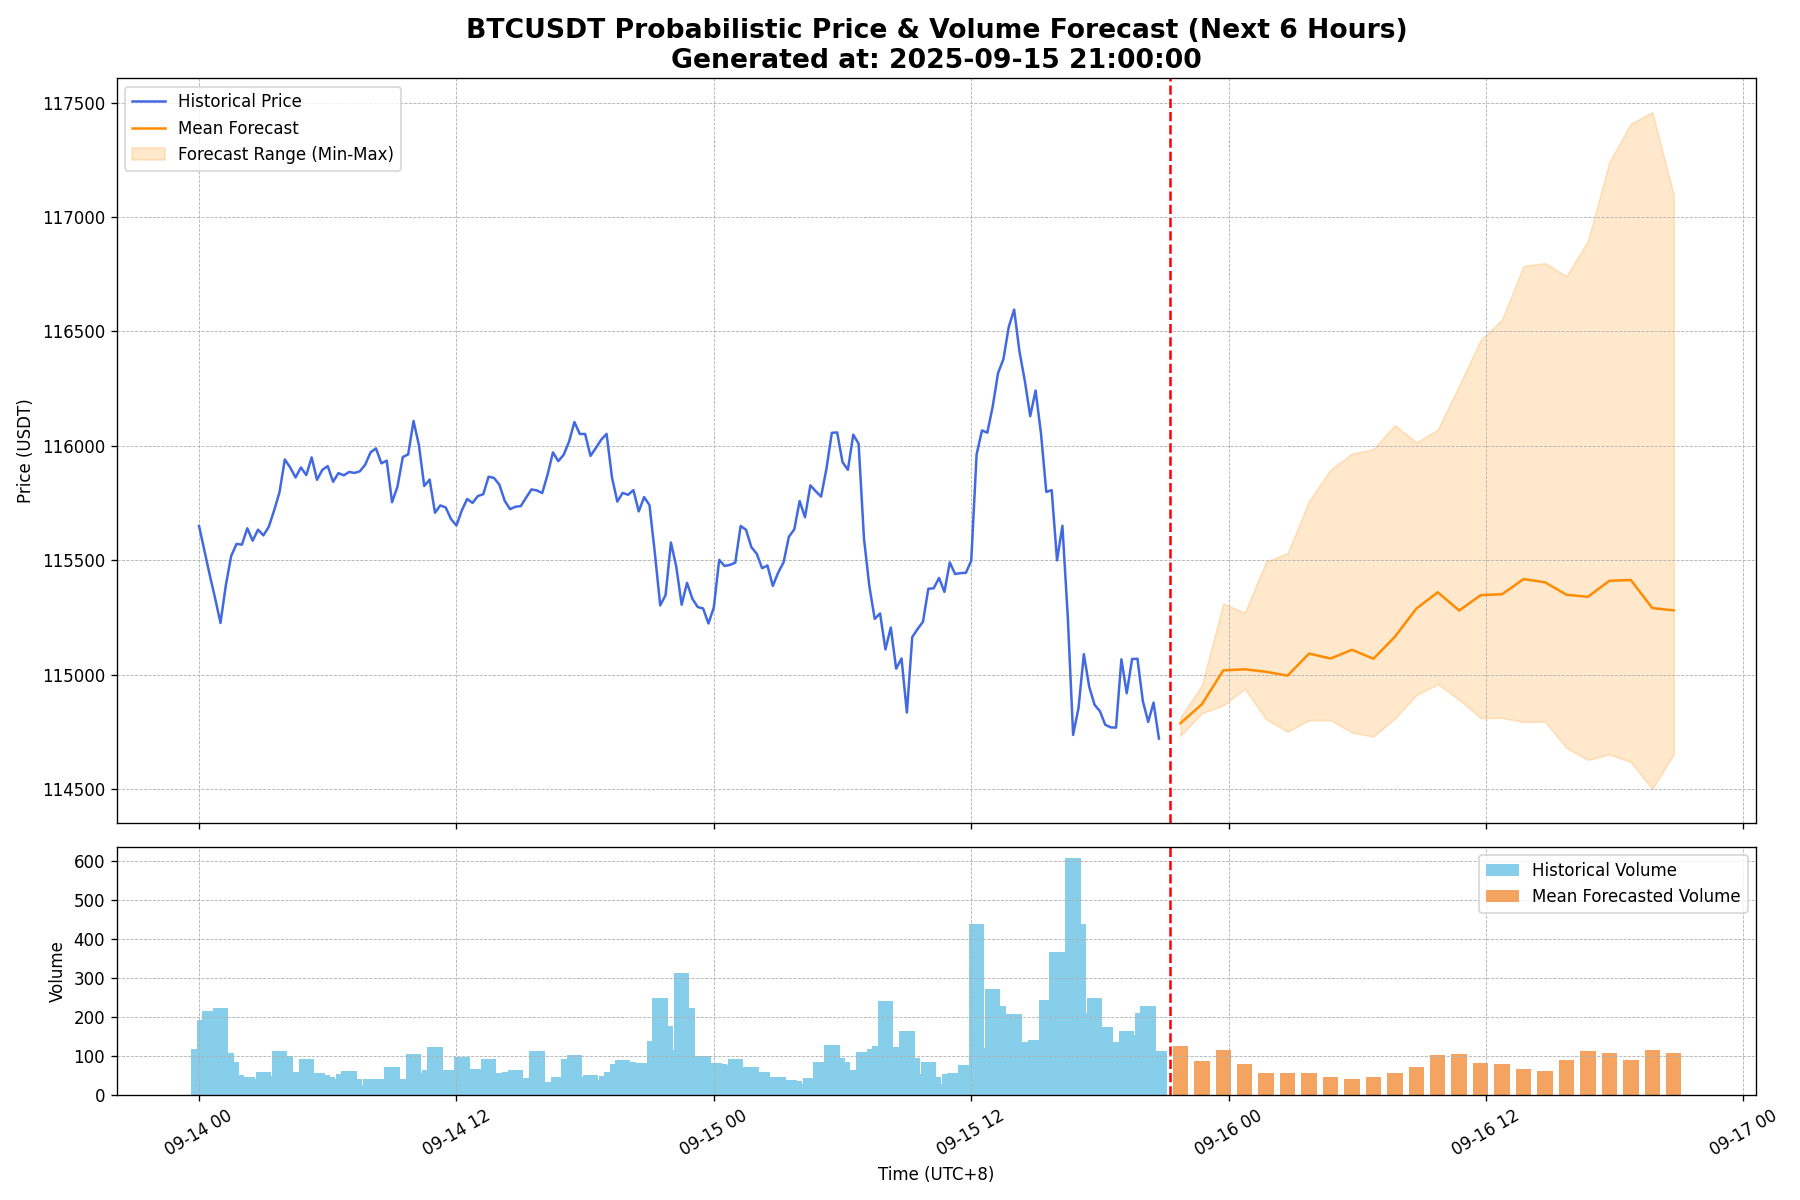 BTCUSDT Probabilistic Price & Volume Forecast (Next 6 Hours)
Generated at: 2025-09-15 21:00:00
Historical Price
Mean Forecast
Forecast Range (Min-Max)
117500
117000
116500
116000
115500
115000
114500
Price (USDT)
Historical Volume
Mean Forecasted Volume
600
500
400
300
200
100
0
Volume
09-14 00
09-14 12
09-15 00
09-15 12
09-16 00
09-16 12
09-17 00
Time (UTC+8)